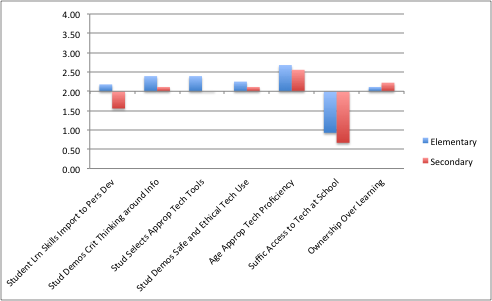 4.00
3.50
3.00
2.50
2.00
1.50
1.00
0.50
0.00
Student Lrn Skills Import to Pers Dev
Stud Demos Crit Thinking around Info
Stud Selects Approp Tech Tools
Stud Demos Safe and Ethical Tech Use
Age Approp Tech Proficiency
Suffic Access to Tech at School
Ownership Over Learning
Elementary
Secondary